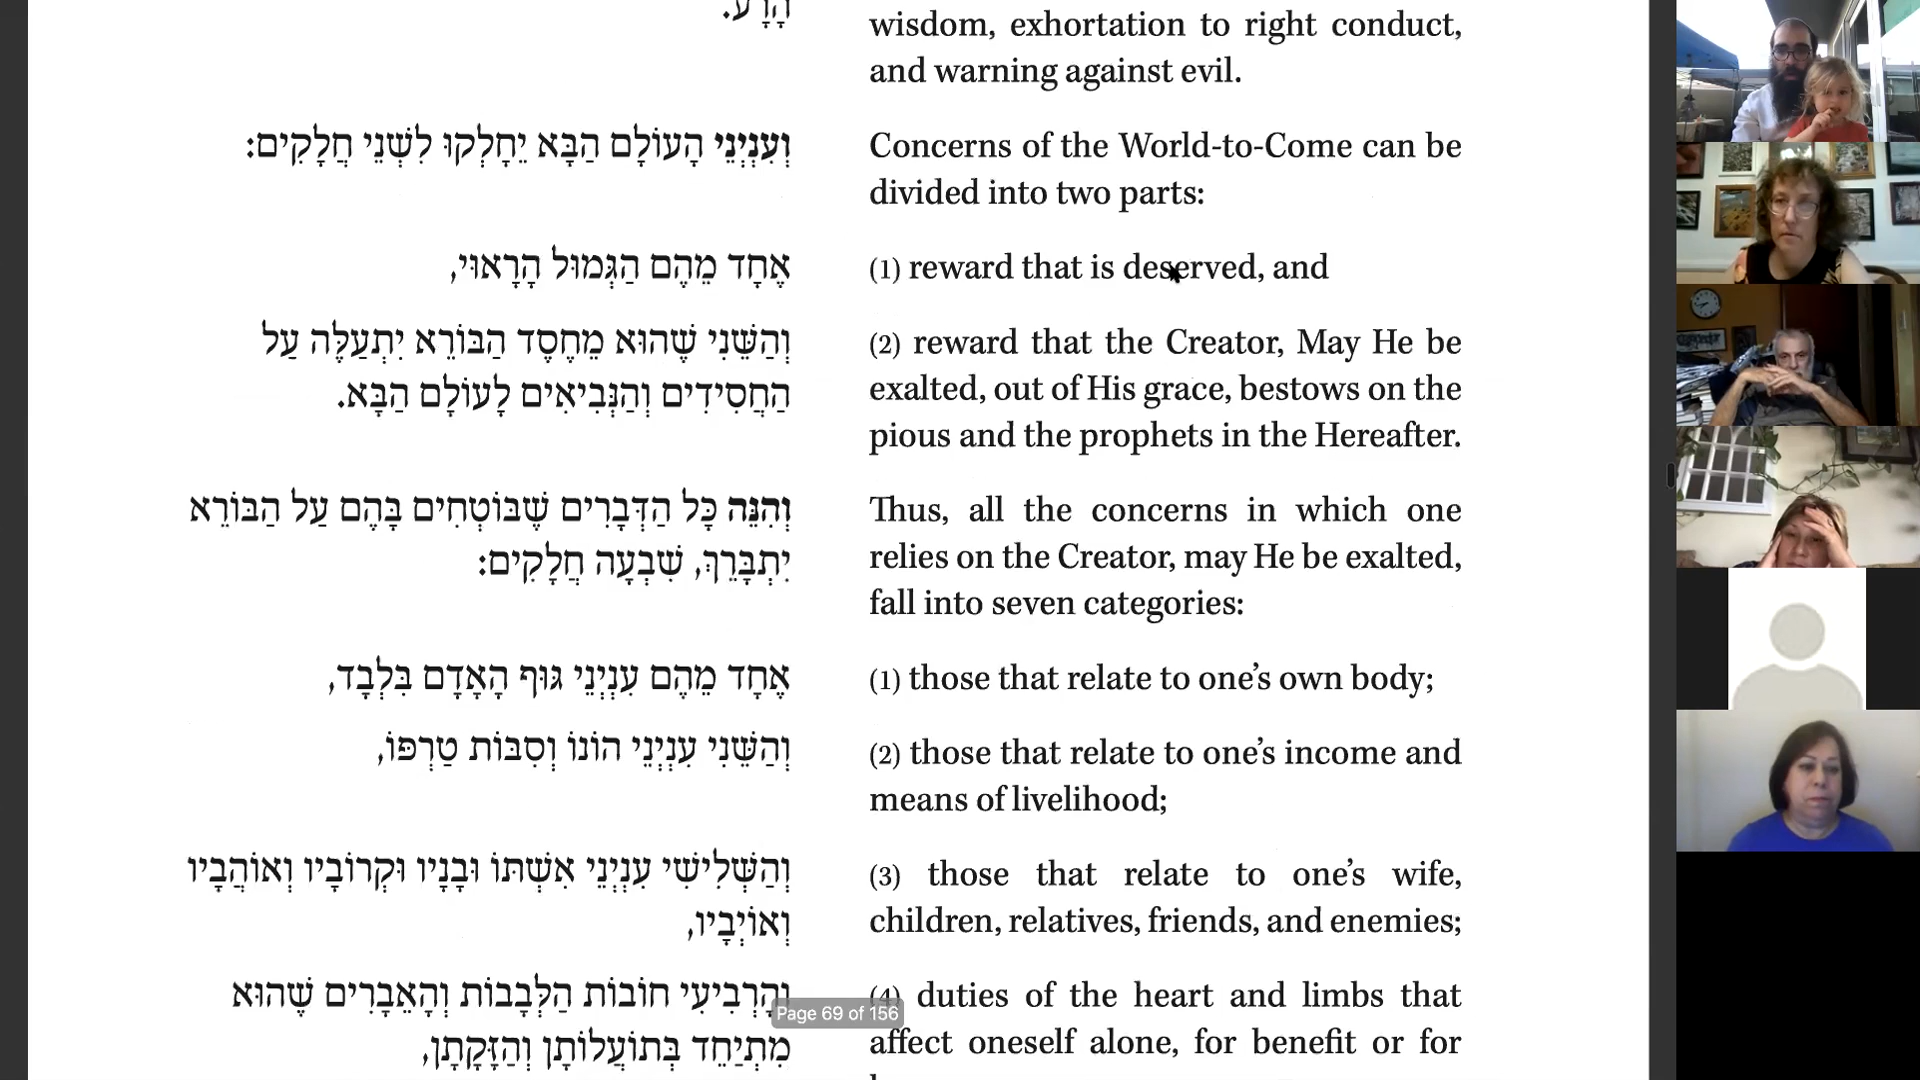 הָרָע.
וְעִנְיְנֵי הָעוֹלָם הַבָּא יֵחָלְקוּ לִשְׁנֵי חֲלָקִים:
אֶחָד מֵהֶם הַגְּמוּל הָרָאוּי,
וְהַשֵּׁנִי שֶׁהוּא מֵחֶסֶד הַבּוֹרֵא יִתְעַלֶּה עַל
הַחֲסִידִים וְהַנְּבִיאִים לָעוֹלָם הַבָּא.
וְהִנֵּה כָּל הַדְּבָרִים שֶׁבּוֹטְחִים בָּהֶם עַל הַבּוֹרֵא
יִתְבָּרֵךְ, שִׁבְעָה חֲלָקִים:
אֶחָד מֵהֶם עִנְיְנֵי גּוּף הָאָדָם בִּלְבָד,
וְהַשֵּׁנִי עִנְיְנֵי הוֹנוֹ וְסִבּוֹת טַרְפּוֹ,
וְהַשְּׁלִישִׁי עִנְיְנֵי אִשְׁתּוֹ וּבָנָיו וּקְרוֹבָיו וְאוֹהֲבָיו
וְאוֹיְבָיו,
וְהָרְבִיעִי חוֹבוֹת הַלְּבָבוֹת וְהָאֵבָרִים שֶׁהוּא
מִתְיַחֵד בְּתוֹעֲלוֹתָן וְהַזָּקָתָן,
wisdom, exhortation to right conduct,
and warning against evil.
Concerns of the World-to-Come can be
divided into two parts:
(1) reward that is deserved, and
(2) reward that the Creator, May He be
exalted, out of His grace, bestows on the
pious and the prophets in the Hereafter.
Thus, all the concerns in which one
relies on the Creator, may He be exalted,
fall into seven categories:
(1) those that relate to one's own body;
(2) those that relate to one's income and
means of livelihood;
(3) those that relate to one's wife,
children, relatives, friends, and enemies;
(4) duties of the heart and limbs that
affect oneself alone, for benefit or for
Page 69 of 156